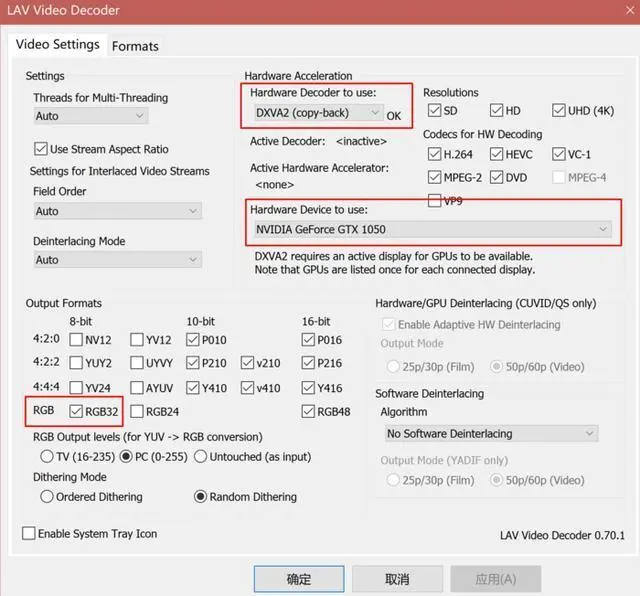 LAV Video Decoder
Video Settings Formats
Settings
Threads for Multi-Threading
Auto
Use Stream Aspect Ratio
Settings for Interlaced Video Streams
Field Order
Auto
Deinterlacing Mode
Auto
Hardware Acceleration
Hardware Decoder to use:
DXVA2 (copy-back) OK
Active Decoder: <inactive>
Active Hardware Accelerator:
<none>
Resolutions
SD HD UHD (4K)
Codecs for HW Decoding
H.264 HEVC VC-1
MPEG-2 DVD MPEG-4
VP9
Hardware Device to use:
NVIDIA GeForce GTX 1050
DXVA2 requires an active display for GPUs to be available.
Note that GPUs are listed once for each connected display.
Output Formats
8-bit 10-bit 16-bit
4:2:0 NV12 YV12 P010 P016
4:2:2 YUY2 UYVY P210 v210 P216
4:4:4 YV24 AYUV Y410 v410 Y416
RGB RGB32 RGB24 RGB48
RGB Output levels (for YUV -> RGB conversion)
TV (16-235) PC (0-255) Untouched (as input)
Dithering Mode
Ordered Dithering Random Dithering
Hardware/GPU Deinterlacing (CUVID/QS only)
Enable Adaptive HW Deinterlacing
Output Mode
25p/30p (Film) 50p/60p (Video)
Software Deinterlacing
Algorithm
No Software Deinterlacing
Output Mode (YADIF only)
25p/30p (Film) 50p/60p (Video)
Enable System Tray Icon
LAV Video Decoder 0.70.1
确定 取消 应用(A)